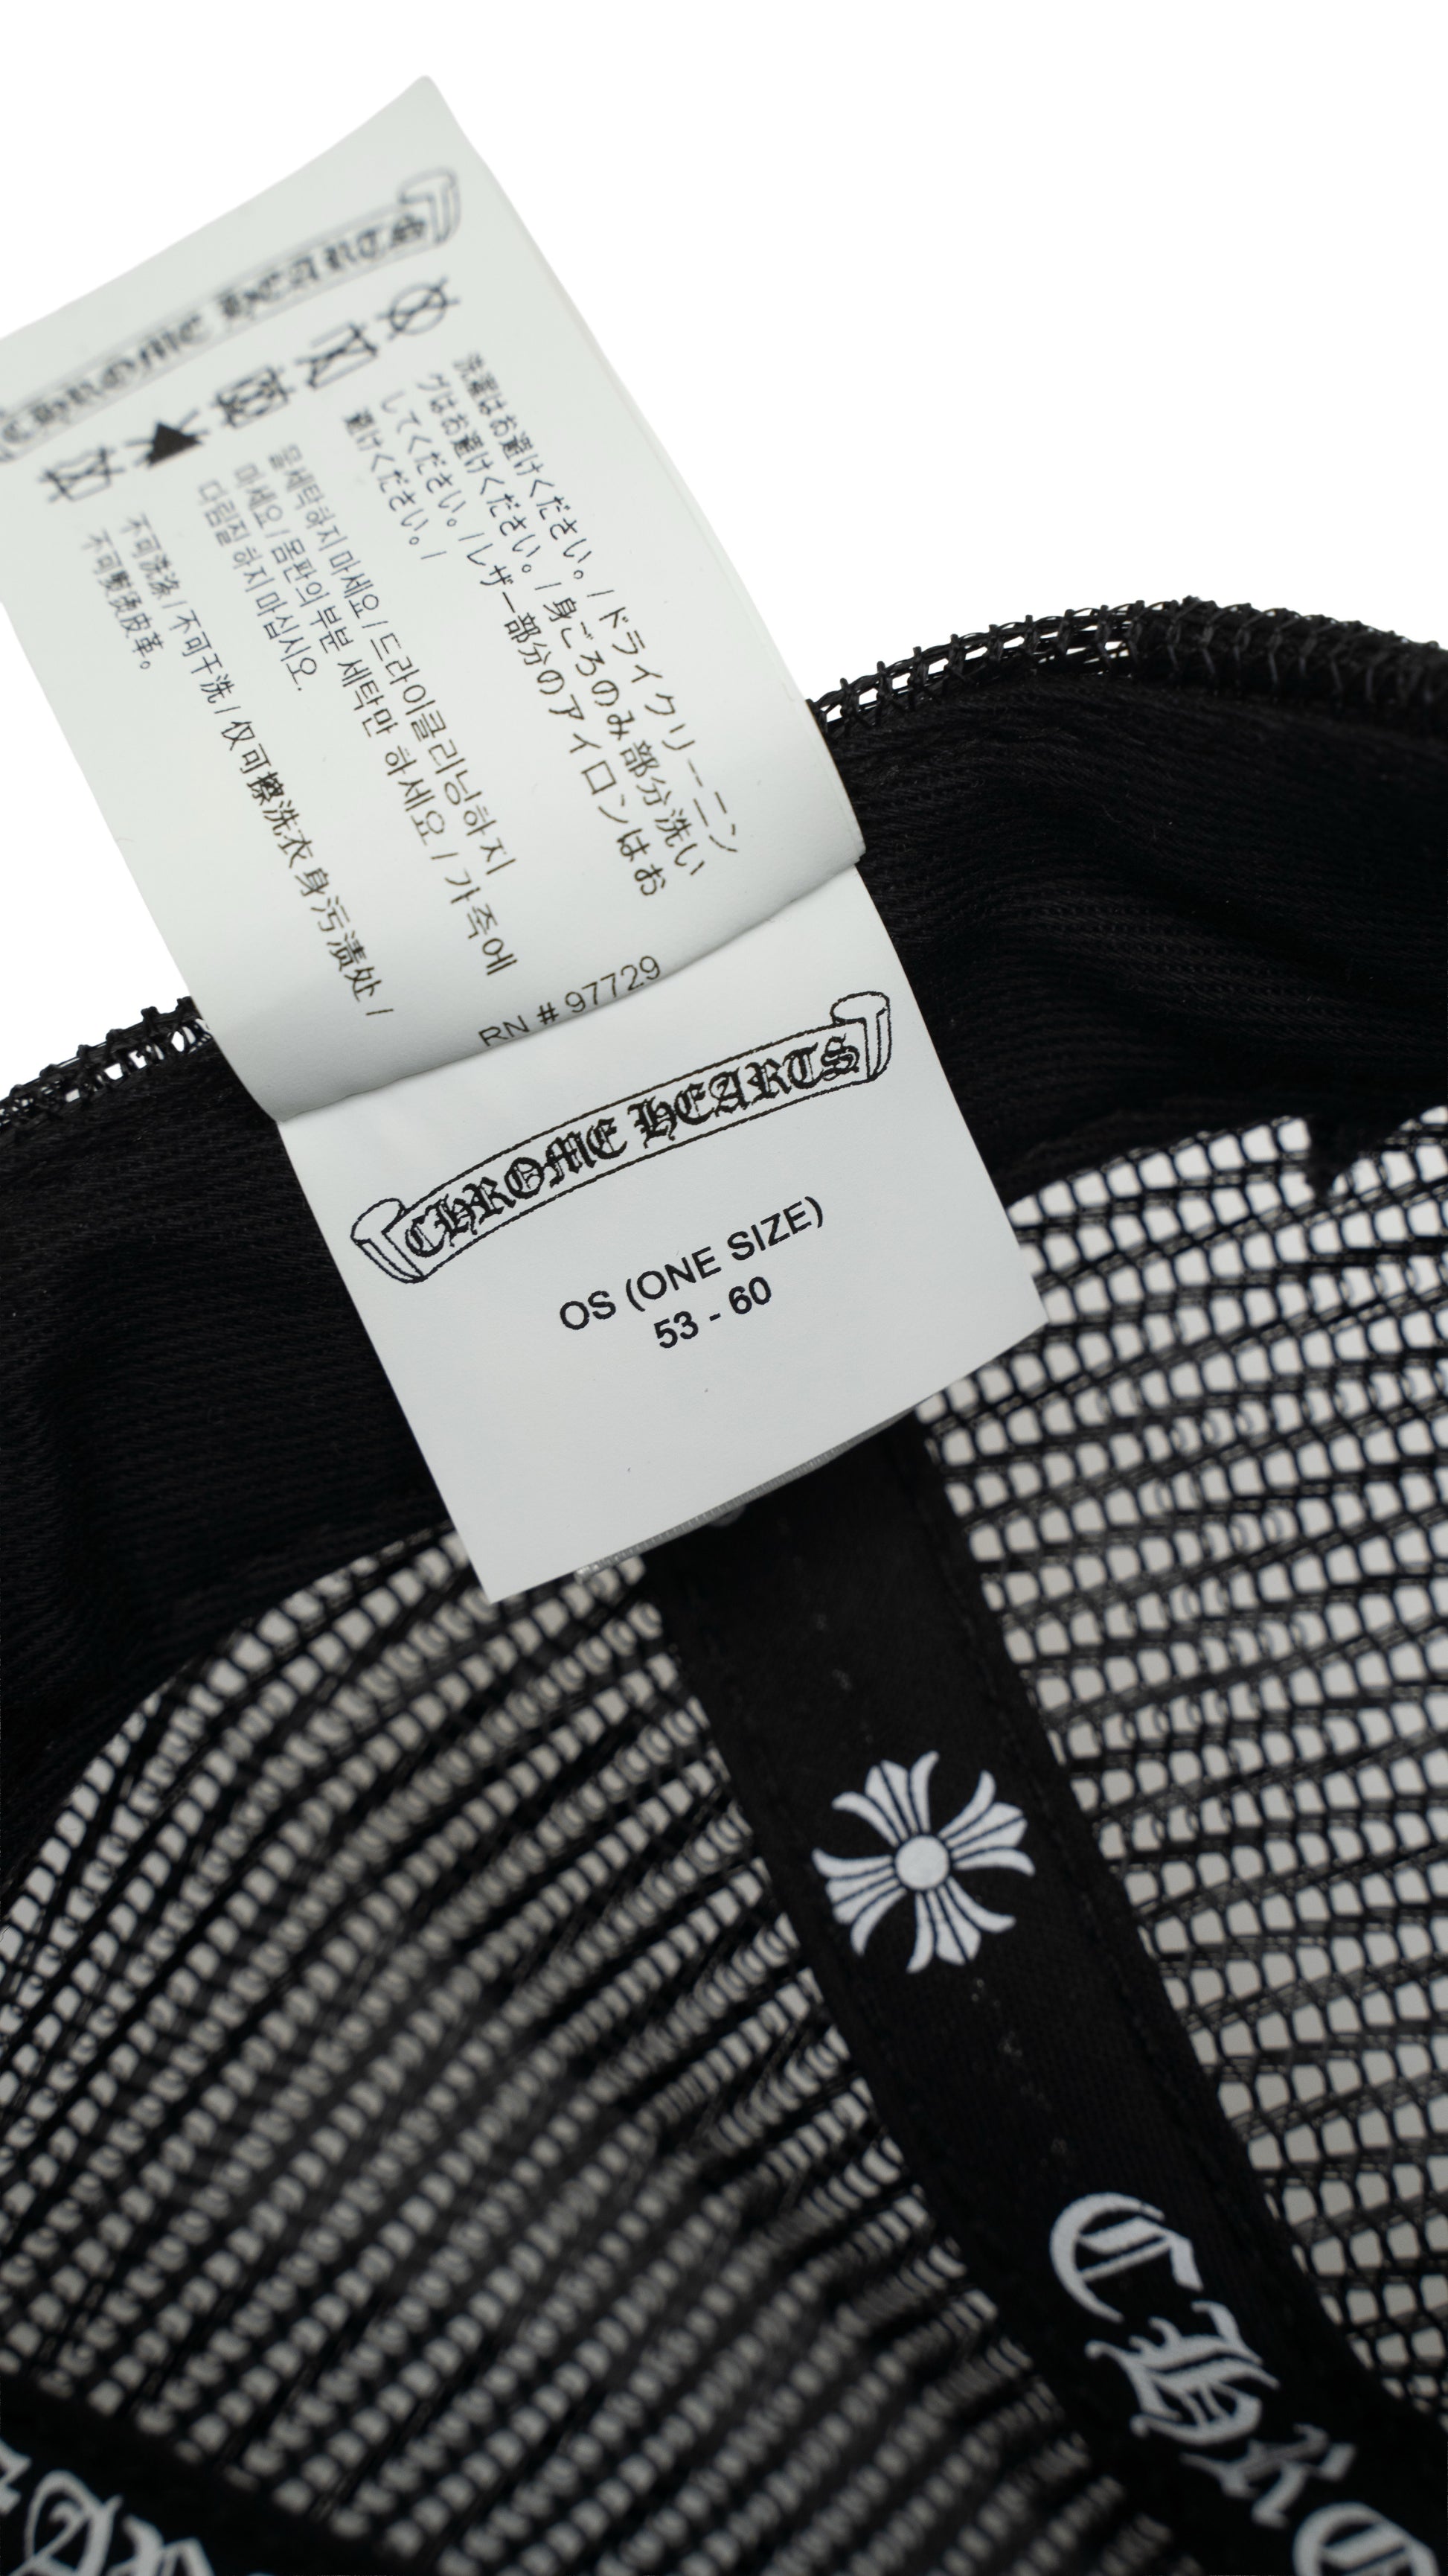 CHROME HEARTS
洗濯はお避けください。/ドライクリーニン
グはお避けください。/身ごろのみ部分洗い
してください。/レザー部分のアイロンはお
避けください。/
물세탁하지 마세요 / 드라이클리닝하지
마세요 / 몸판의 부분 세탁만 하세요 / 가죽에
다림질 하지 마십시오.
不可洗涤 / 不可干洗 / 仅可擦洗衣身污渍处 /
不可熨烫皮革。
RN # 97729
CHROME HEARTS
OS (ONE SIZE)
53 - 60
CHRO